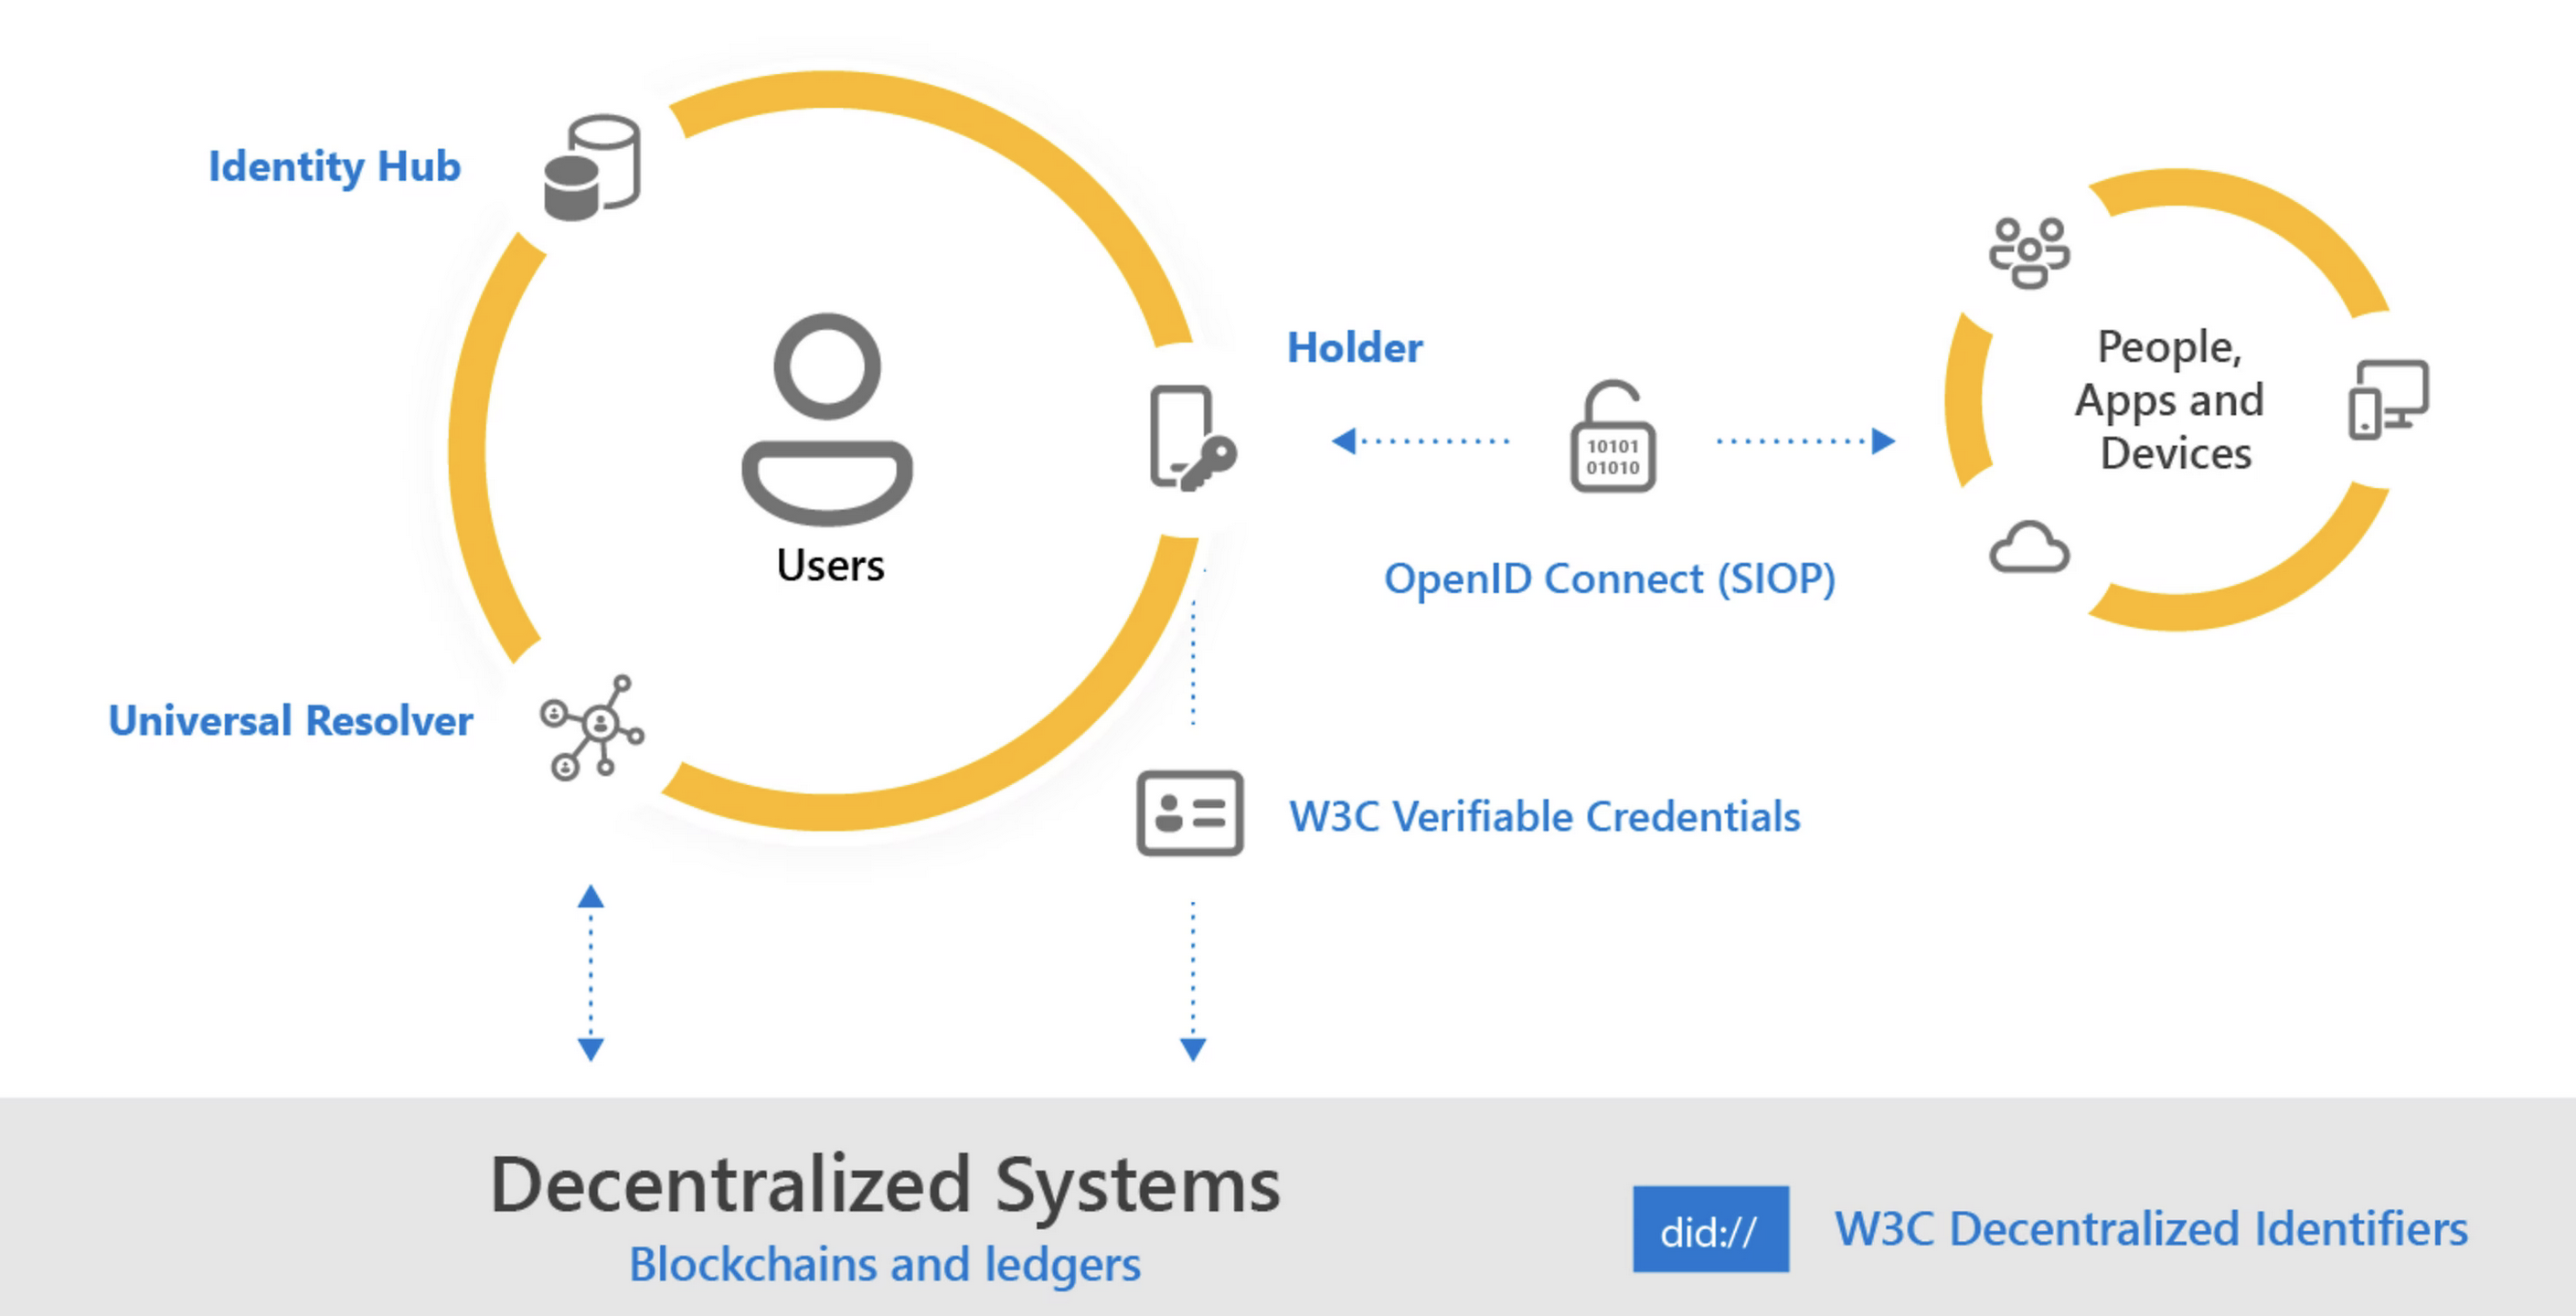 Identity Hub
Holder
People,
Apps and
Devices
10101
01010
Users
OpenID Connect (SIOP)
Universal Resolver
W3C Verifiable Credentials
Decentralized Systems
Blockchains and ledgers
did://
W3C Decentralized Identifiers